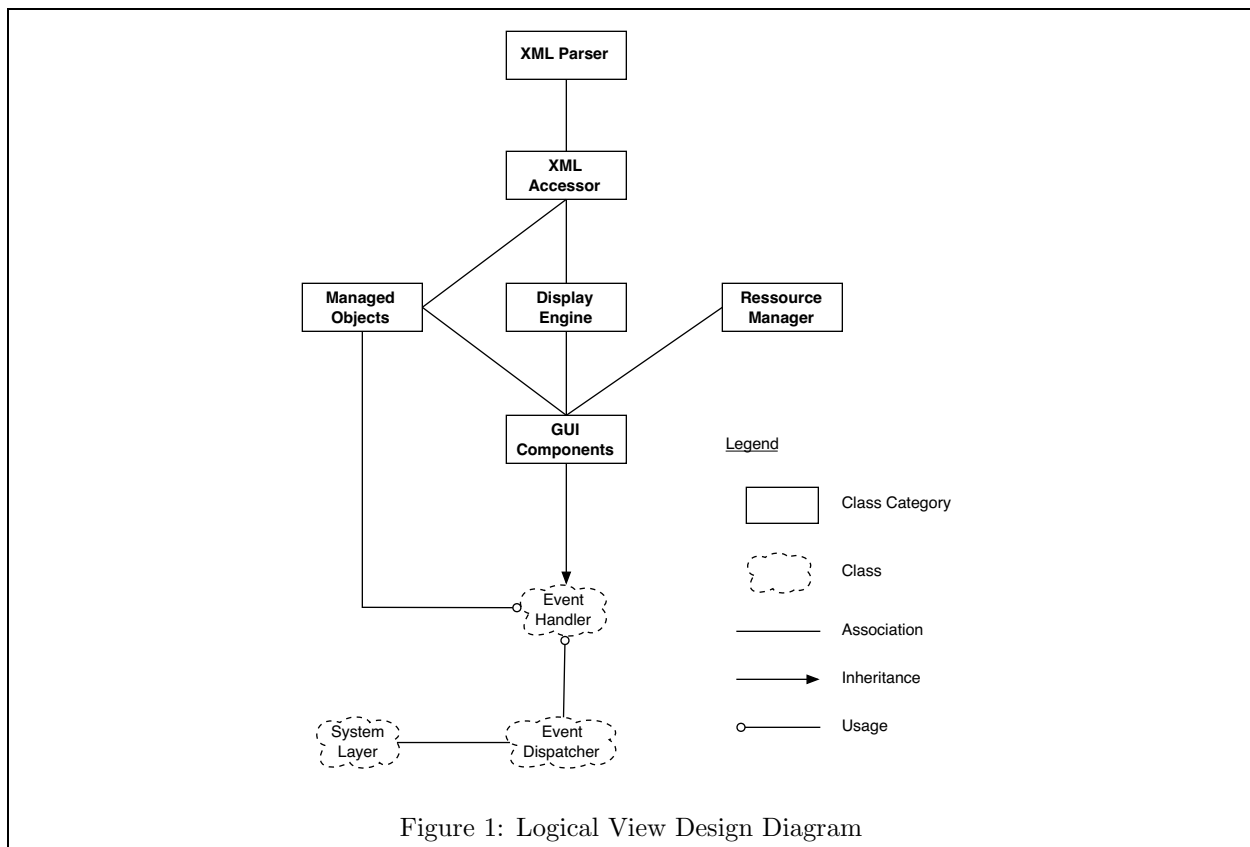 XML Parser
XML
Accessor
Managed
Objects
Display
Engine
Ressource
Manager
GUI
Components
Legend
Class Category
Class
Event
Handler
Association
Inheritance
Usage
System
Layer
Event
Dispatcher
Figure 1: Logical View Design Diagram